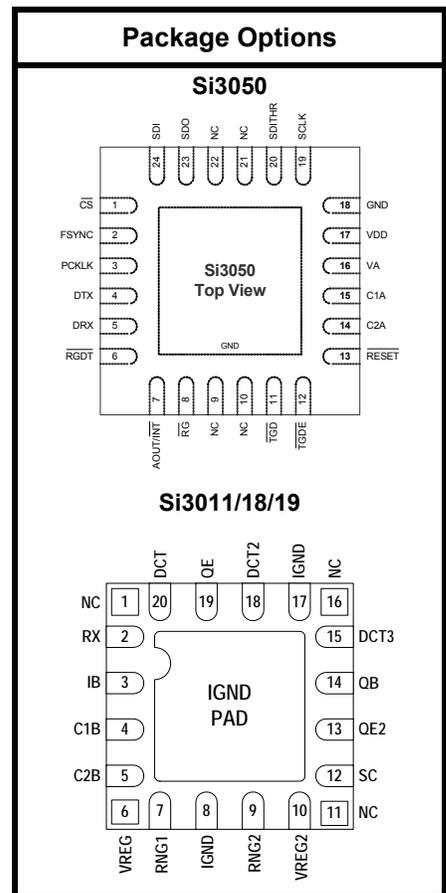 Package Options
Si3050
SDI
SDO
NC
NC
SDITHR
SCLK
24
23
22
21
20
19
CS 1
18 GND
FSYNC 2
17 VDD
PCKLK 3
16 VA
DTX 4
15 C1A
DRX 5
14 C2A
RGDT 6
13 RESET
Si3050
Top View
GND
7
8
9
10
11
12
AOUT/INT
RG
NC
NC
TGD
TGDE
Si3011/18/19
DCT
QE
DCT2
IGND
NC
NC 1
20
19
18
17
16
RX 2
15 DCT3
IB 3
14 QB
C1B 4
13 QE2
C2B 5
12 SC
6
7
8
9
10
11 NC
IGND
PAD
VREG
RNG1
IGND
RNG2
VREG2